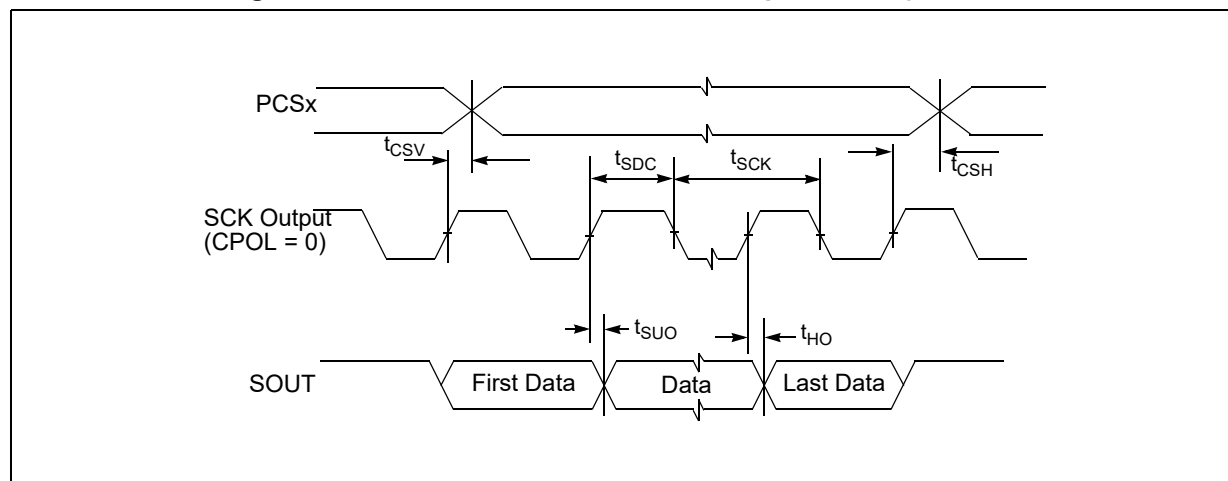 PCSx
tCSV
tSDC
tSCK
tCSH
SCK Output
(CPOL = 0)
tSUO
tHO
SOUT
First Data
Data
Last Data